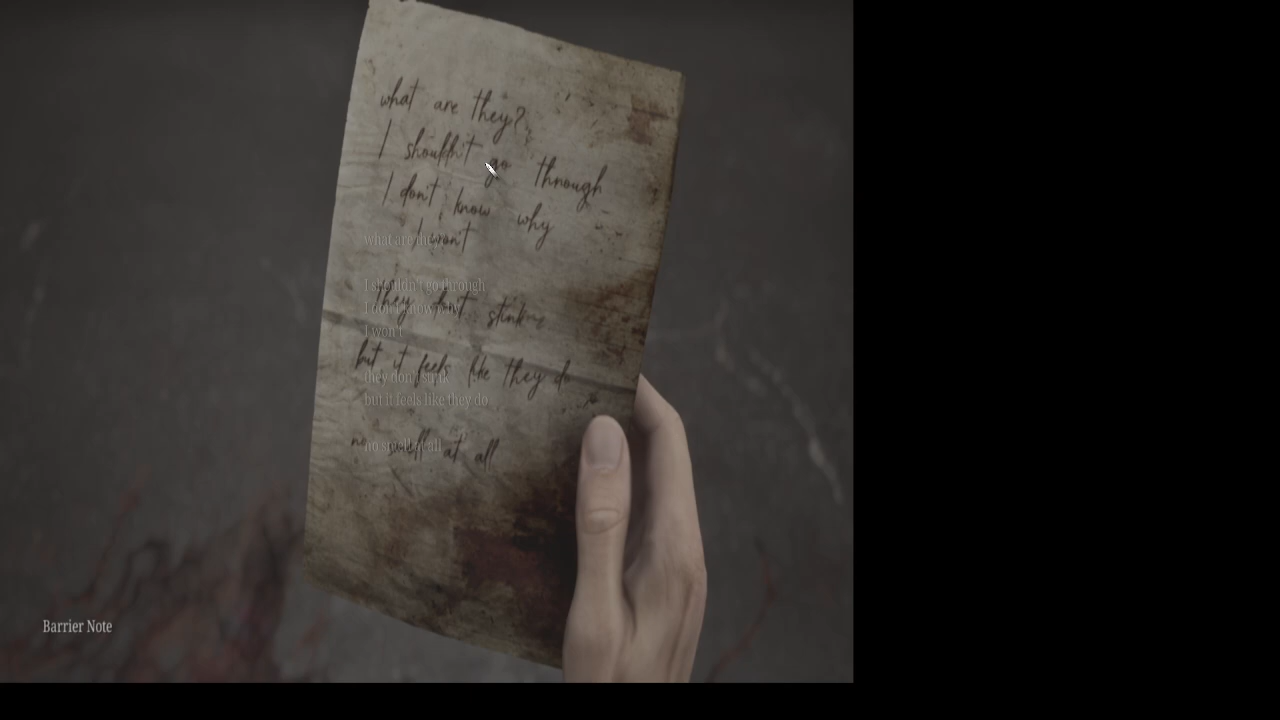 what are they?
I shouldn't go through
I don't know why
I won't
they don't stink
but it feels like they do
no smell at all
what are they?
I shouldn't go through
I don't know why
I won't
they don't stink
but it feels like they do
no smell at all
Barrier Note